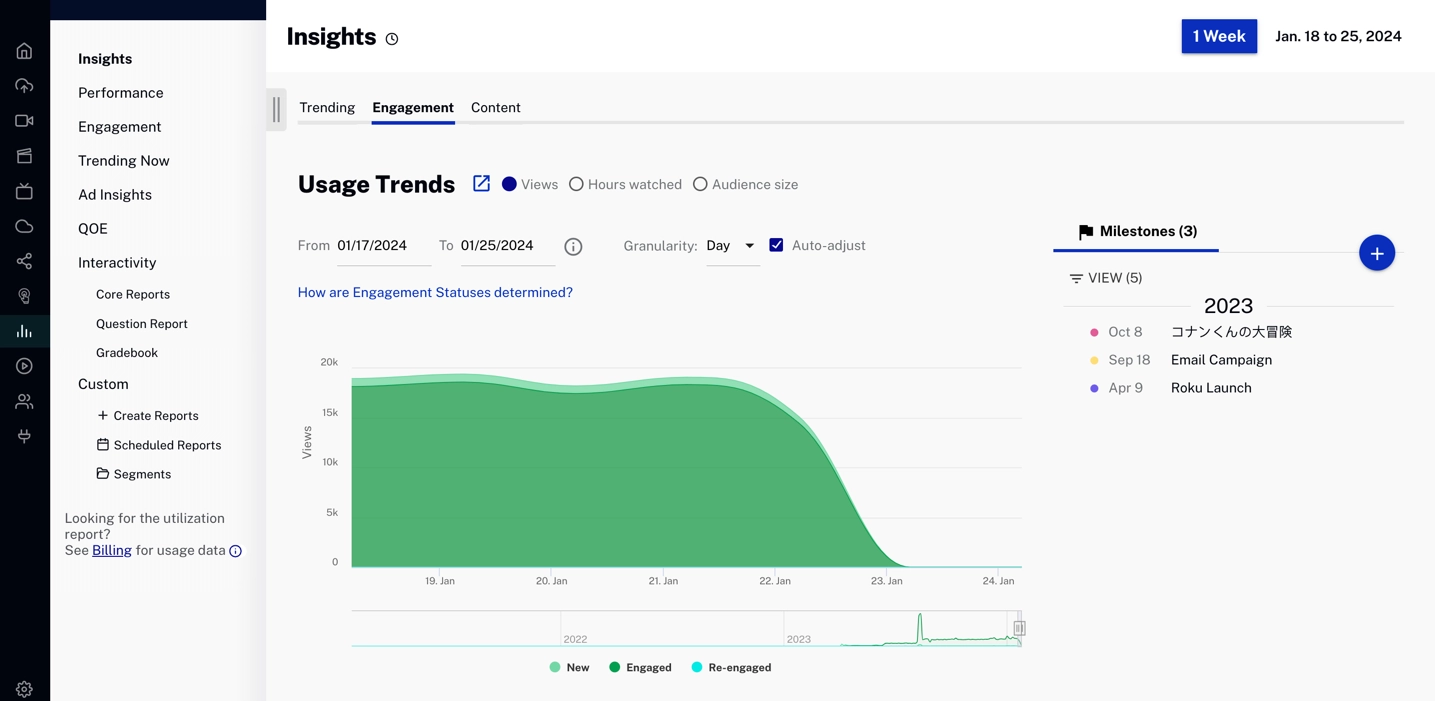 Insights
Performance
Engagement
Trending Now
Ad Insights
QOE
Interactivity
Core Reports
Question Report
Gradebook
Custom
Create Reports
Scheduled Reports
Segments
Looking for the utilization
report?
See Billing for usage data
Insights
1 Week Jan. 18 to 25, 2024
Trending Engagement Content
Usage Trends Views Hours watched Audience size
From 01/17/2024 To 01/25/2024 Granularity: Day Auto-adjust
How are Engagement Statuses determined?
Views
20k
15k
10k
5k
0
19. Jan 20. Jan 21. Jan 22. Jan 23. Jan 24. Jan
2022 2023
New Engaged Re-engaged
Milestones (3)
VIEW (5)
2023
Oct 8 コナンくんの大冒険
Sep 18 Email Campaign
Apr 9 Roku Launch